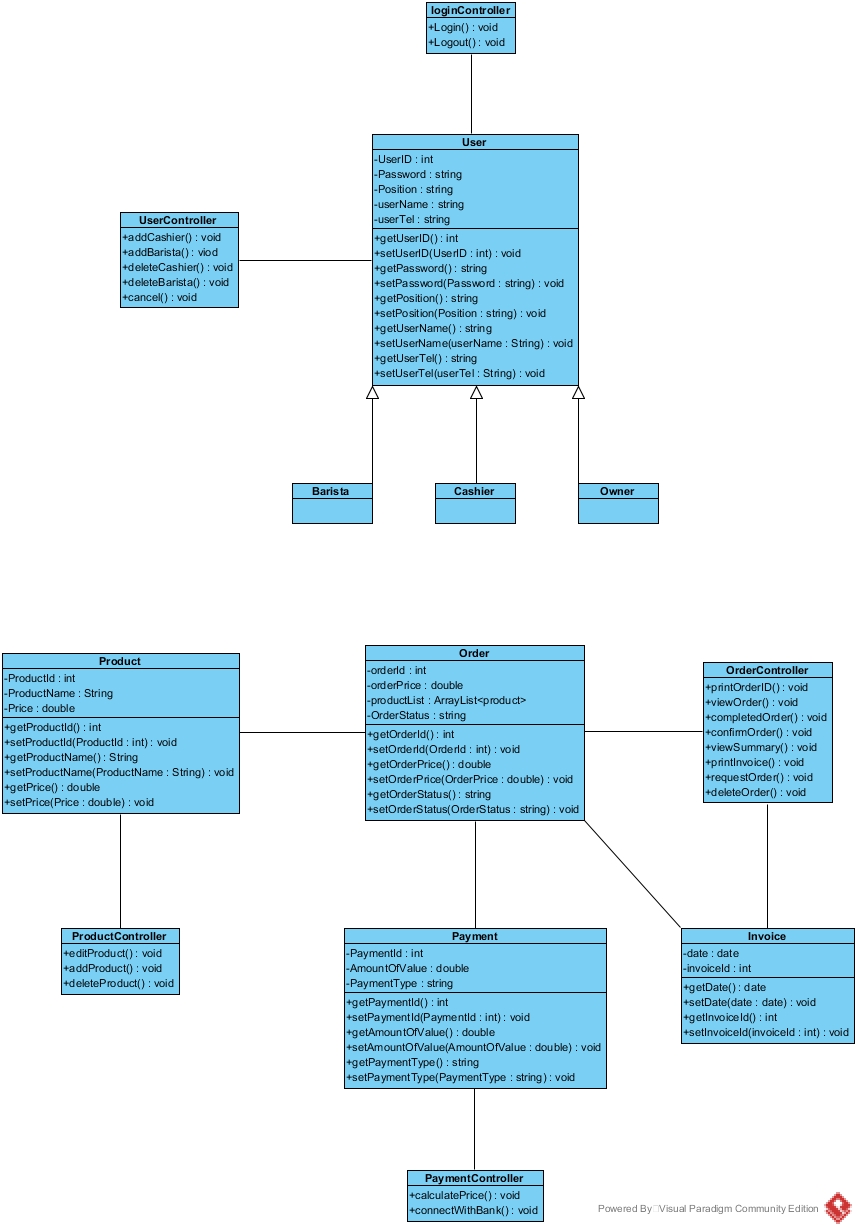 loginController
+Login() : void
+Logout() : void
User
-UserID : int
-Password : string
-Position : string
-userName : string
-userTel : string
+getUserID() : int
+setUserID(UserID : int) : void
+getPassword() : string
+setPassword(Password : string) : void
+getPosition() : string
+setPosition(Position : string) : void
+getUserName() : string
+setUserName(userName : String) : void
+getUserTel() : string
+setUserTel(userTel : String) : void
UserController
+addCashier() : void
+addBarista() : viod
+deleteCashier() : void
+deleteBarista() : void
+cancel() : void
Barista
Cashier
Owner
Product
-ProductId : int
-ProductName : String
-Price : double
+getProductId() : int
+setProductId(ProductId : int) : void
+getProductName() : String
+setProductName(ProductName : String) : void
+getPrice() : double
+setPrice(Price : double) : void
Order
-orderId : int
-orderPrice : double
-productList : ArrayList<product>
-OrderStatus : string
+getOrderId() : int
+setOrderId(OrderId : int) : void
+getOrderPrice() : double
+setOrderPrice(OrderPrice : double) : void
+getOrderStatus() : string
+setOrderStatus(OrderStatus : string) : void
OrderController
+printOrderID() : void
+viewOrder() : void
+completedOrder() : void
+confirmOrder() : void
+viewSummary() : void
+printInvoice() : void
+requestOrder() : void
+deleteOrder() : void
ProductController
+editProduct() : void
+addProduct() : void
+deleteProduct() : void
Payment
-PaymentId : int
-AmountOfValue : double
-PaymentType : string
+getPaymentId() : int
+setPaymentId(PaymentId : int) : void
+getAmountOfValue() : double
+setAmountOfValue(AmountOfValue : double) : void
+getPaymentType() : string
+setPaymentType(PaymentType : string) : void
Invoice
-date : date
-invoiceId : int
+getDate() : date
+setDate(date : date) : void
+getInvoiceId() : int
+setInvoiceId(invoiceId : int) : void
PaymentController
+calculatePrice() : void
+connectWithBank() : void
Powered By Visual Paradigm Community Edition